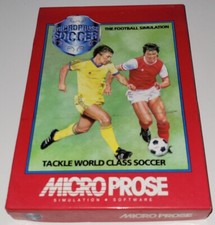 MICROPROSE
SOCCER
THE FOOTBALL SIMULATION
TACKLE WORLD CLASS SOCCER
MICRO PROSE
SIMULATION • SOFTWARE